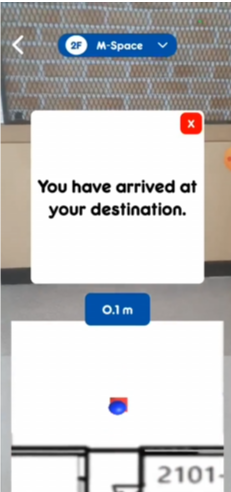 2F M-Space
X
You have arrived at
your destination.
0.1 m
2101-